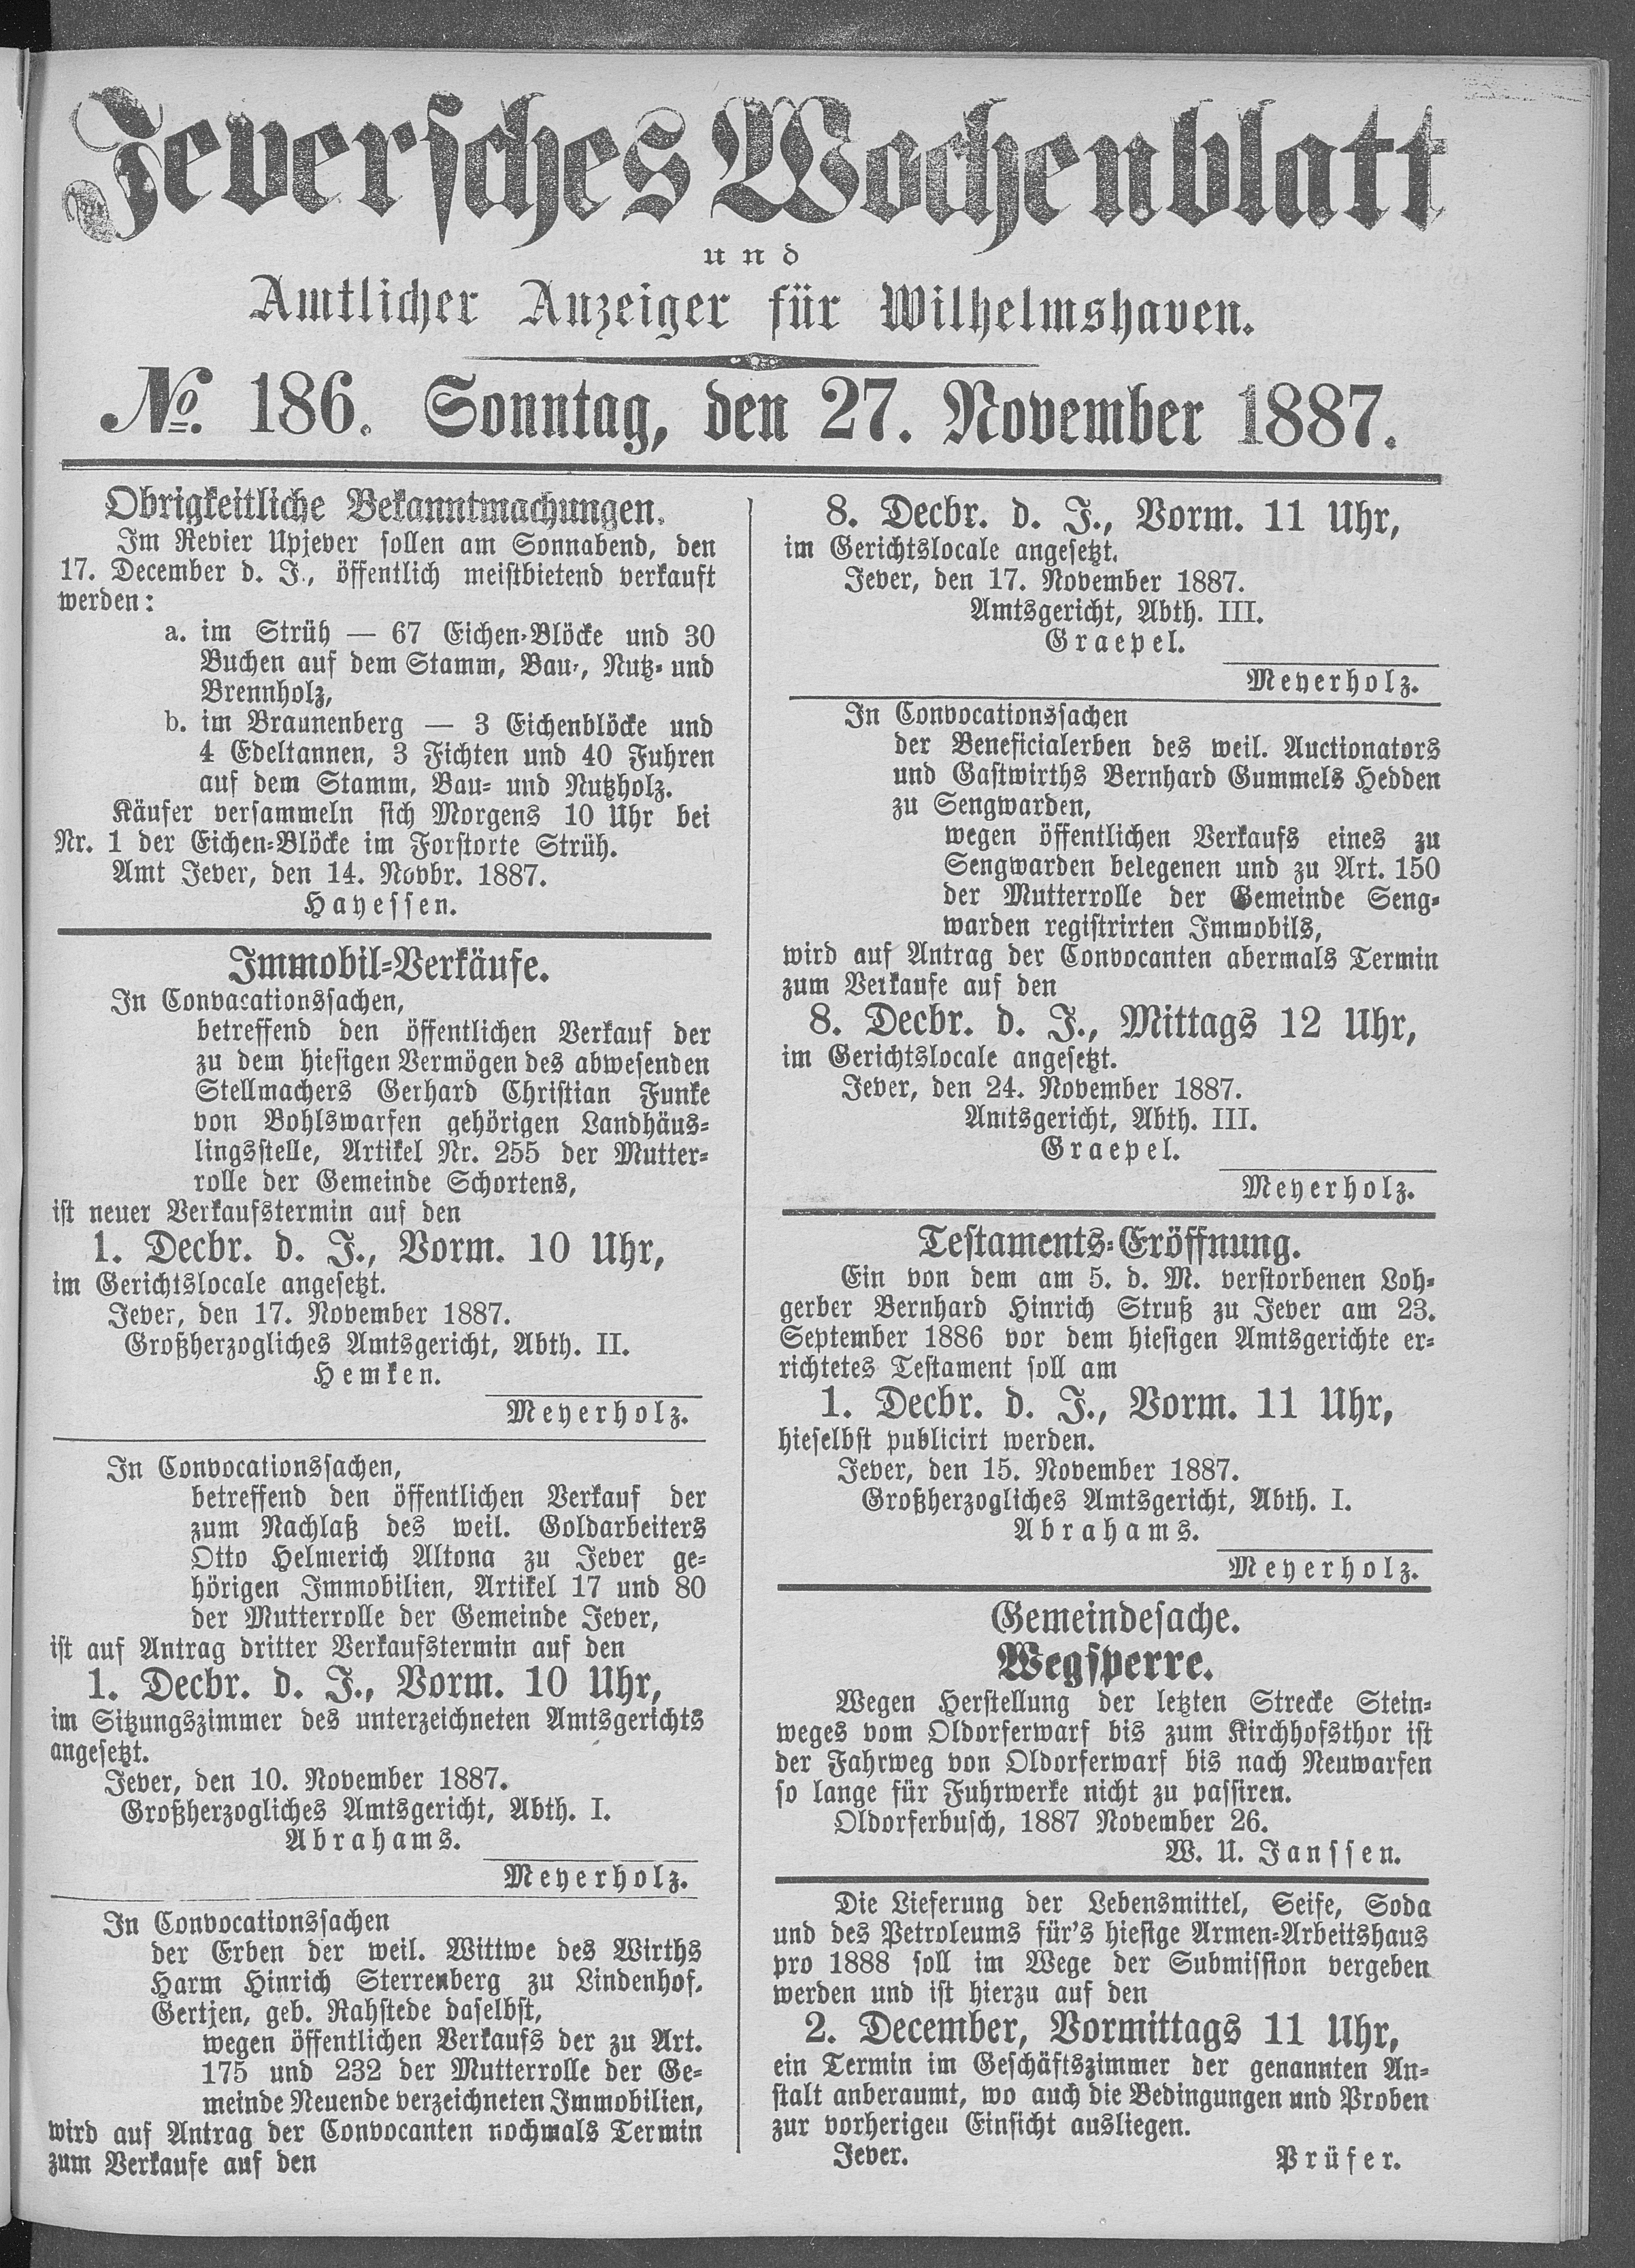 Jeversches Wochenblatt
und
Amtlicher Anzeiger für Wilhelmshaven.
No. 186. Sonntag, den 27. November 1887.
Obrigkeitliche Bekanntmachungen.
Im Revier Upjever sollen am Sonnabend, den
17. December d. J., öffentlich meistbietend verkauft
werden:
a. im Strüh — 67 Eichen-Blöcke und 30
Buchen auf dem Stamm, Bau-, Nutz- und
Brennholz,
b. im Braunenberg — 3 Eichenblöcke und
4 Edeltannen, 3 Fichten und 40 Fuhren
auf dem Stamm, Bau- und Nutzholz.
Käufer versammeln sich Morgens 10 Uhr bei
Nr. 1 der Eichen-Blöcke im Forstorte Strüh.
Amt Jever, den 14. Novbr. 1887.
Hayessen.
Immobil-Verkäufe.
In Convacationssachen,
betreffend den öffentlichen Verkauf der
zu dem hiesigen Vermögen des abwesenden
Stellmachers Gerhard Christian Funke
von Bohlswarfen gehörigen Landhäus-
lingsstelle, Artikel Nr. 255 der Mutter-
rolle der Gemeinde Schortens,
ist neuer Verkaufstermin auf den
1. Decbr. d. J., Vorm. 10 Uhr,
im Gerichtslocale angesetzt.
Jever, den 17. November 1887.
Großherzogliches Amtsgericht, Abth. II.
Hemken.
Meyerholz.
In Convocationssachen,
betreffend den öffentlichen Verkauf der
zum Nachlaß des weil. Goldarbeiters
Otto Helmerich Altona zu Jever ge-
hörigen Immobilien, Artikel 17 und 80
der Mutterrolle der Gemeinde Jever,
ist auf Antrag dritter Verkaufstermin auf den
1. Decbr. d. J., Vorm. 10 Uhr,
im Sitzungszimmer des unterzeichneten Amtsgerichts
angesetzt.
Jever, den 10. November 1887.
Großherzogliches Amtsgericht, Abth. I.
Abrahams.
Meyerholz.
In Convocationssachen
der Erben der weil. Wittwe des Wirths
Harm Hinrich Sterrenberg zu Lindenhof,
Gertjen, geb. Rahstede daselbst,
wegen öffentlichen Verkaufs der zu Art.
175 und 232 der Mutterrolle der Ge-
meinde Neuende verzeichneten Immobilien,
wird auf Antrag der Convocanten nochmals Termin
zum Verkaufe auf den
8. Decbr. d. J., Vorm. 11 Uhr,
im Gerichtslocale angesetzt.
Jever, den 17. November 1887.
Amtsgericht, Abth. III.
Graepel.
Meyerholz.
In Convocationssachen
der Beneficialerben des weil. Auctionators
und Gastwirths Bernhard Gummels Hedden
zu Sengwarden,
wegen öffentlichen Verkaufs eines zu
Sengwarden belegenen und zu Art. 150
der Mutterrolle der Gemeinde Seng-
warden registrirten Immobils,
wird auf Antrag der Convocanten abermals Termin
zum Verkaufe auf den
8. Decbr. d. J., Mittags 12 Uhr,
im Gerichtslocale angesetzt.
Jever, den 24. November 1887.
Amtsgericht, Abth. III.
Graepel.
Meyerholz.
Testaments-Eröffnung.
Ein von dem am 5. d. M. verstorbenen Loh-
gerber Bernhard Hinrich Struß zu Jever am 23.
September 1886 vor dem hiesigen Amtsgerichte er-
richtetes Testament soll am
1. Decbr. d. J., Vorm. 11 Uhr,
hieselbst publicirt werden.
Jever, den 15. November 1887.
Großherzogliches Amtsgericht, Abth. I.
Abrahams.
Meyerholz.
Gemeindesache.
Wegsperre.
Wegen Herstellung der letzten Strecke Stein-
weges vom Oldorferwarf bis zum Kirchhofsthor ist
der Fahrweg von Oldorferwarf bis nach Neuwarfen
so lange für Fuhrwerke nicht zu passiren.
Oldorferbusch, 1887 November 26.
W. U. Janssen.
Die Lieferung der Lebensmittel, Seife, Soda
und des Petroleums für's hiesige Armen-Arbeitshaus
pro 1888 soll im Wege der Submission vergeben
werden und ist hierzu auf den
2. December, Vormittags 11 Uhr,
ein Termin im Geschäftszimmer der genannten An-
stalt anberaumt, wo auch die Bedingungen und Proben
zur vorherigen Einsicht ausliegen.
Jever. Prüfer.